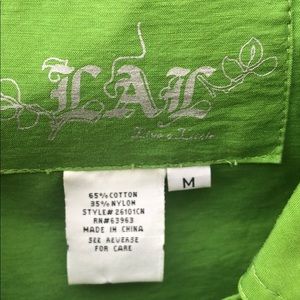 LAL
Live a Little
65% COTTON
35% NYLON
STYLE# 26101CN
RN#63963
MADE IN CHINA
SEE REVERSE
FOR CARE
M